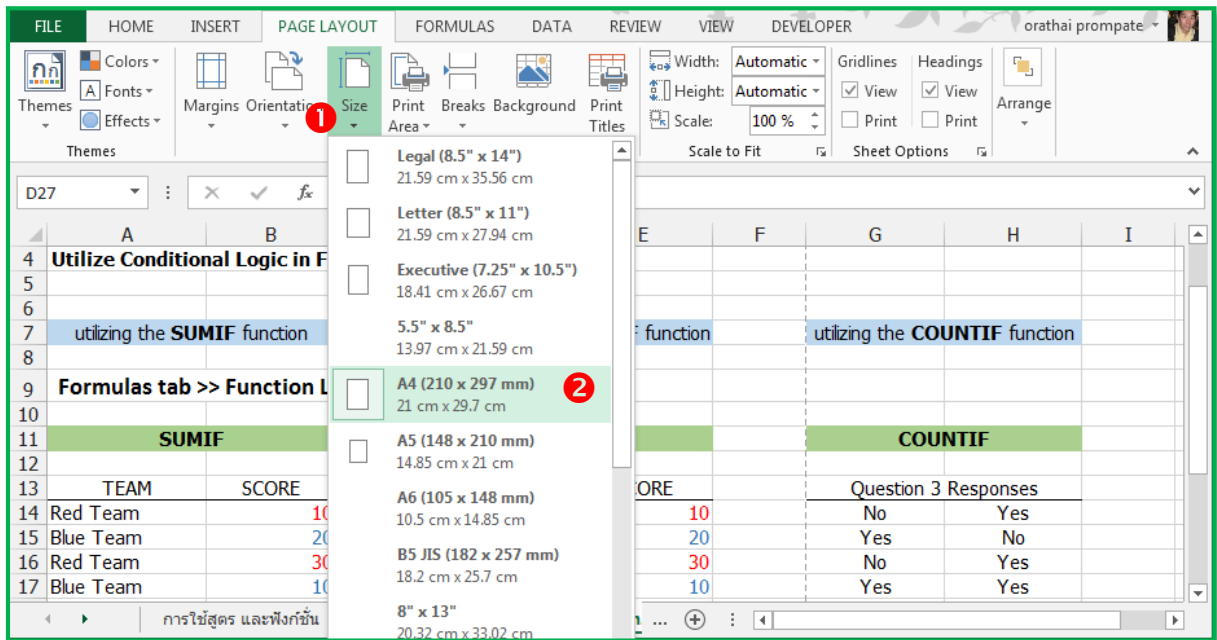 FILE HOME INSERT PAGE LAYOUT FORMULAS DATA REVIEW VIEW DEVELOPER orathai prompate
Themes
Colors
Fonts
Effects
Themes
Margins Orientation Size Print Area Breaks Background Print Titles
Width: Automatic
Height: Automatic
Scale: 100 %
Scale to Fit
Gridlines Headings
View View
Print Print
Sheet Options
Arrange
1
D27 fx
Legal (8.5" x 14")
21.59 cm x 35.56 cm
Letter (8.5" x 11")
21.59 cm x 27.94 cm
Executive (7.25" x 10.5")
18.41 cm x 26.67 cm
5.5" x 8.5"
13.97 cm x 21.59 cm
A4 (210 x 297 mm) 2
21 cm x 29.7 cm
A5 (148 x 210 mm)
14.85 cm x 21 cm
A6 (105 x 148 mm)
10.5 cm x 14.85 cm
B5 JIS (182 x 257 mm)
18.2 cm x 25.7 cm
8" x 13"
20.32 cm x 33.02 cm
A B E F G H I
4 Utilize Conditional Logic in F
5
6
7 utilizing the SUMIF function function utilizing the COUNTIF function
8
9 Formulas tab >> Function L
10
11 SUMIF COUNTIF
12
13 TEAM SCORE ORE Question 3 Responses
14 Red Team 10 10 No Yes
15 Blue Team 20 20 Yes No
16 Red Team 30 30 No Yes
17 Blue Team 10 10 Yes Yes
การใช้สูตร และฟังก์ชั่น ...